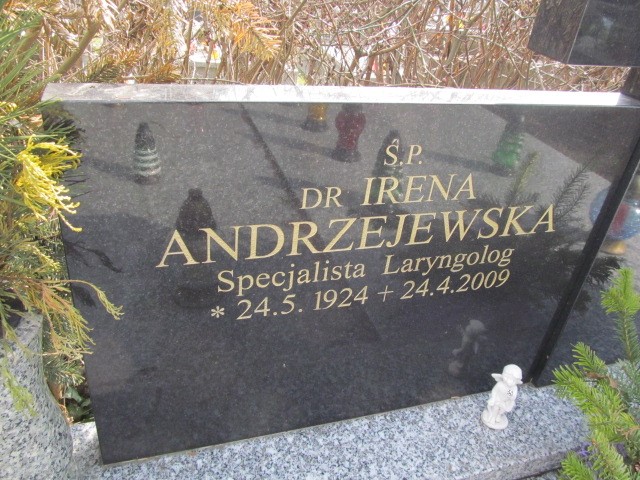 Ś.P.
DR IRENA
ANDRZEJEWSKA
Specjalista Laryngolog
* 24.5. 1924 + 24.4.2009